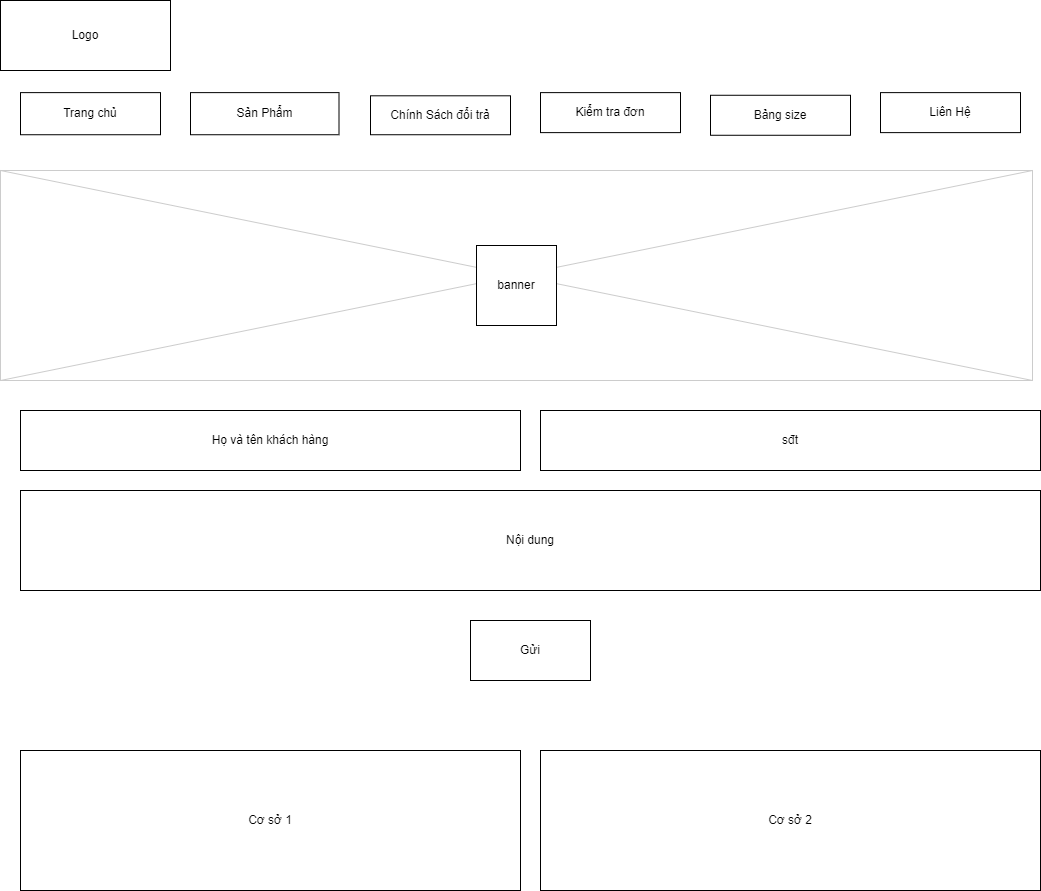 Logo
Trang chủ
Sản Phẩm
Chính Sách đổi trả
Kiểm tra đơn
Bảng size
Liên Hệ
banner
Họ và tên khách hàng
sđt
Nội dung
Gửi
Cơ sở 1
Cơ sở 2